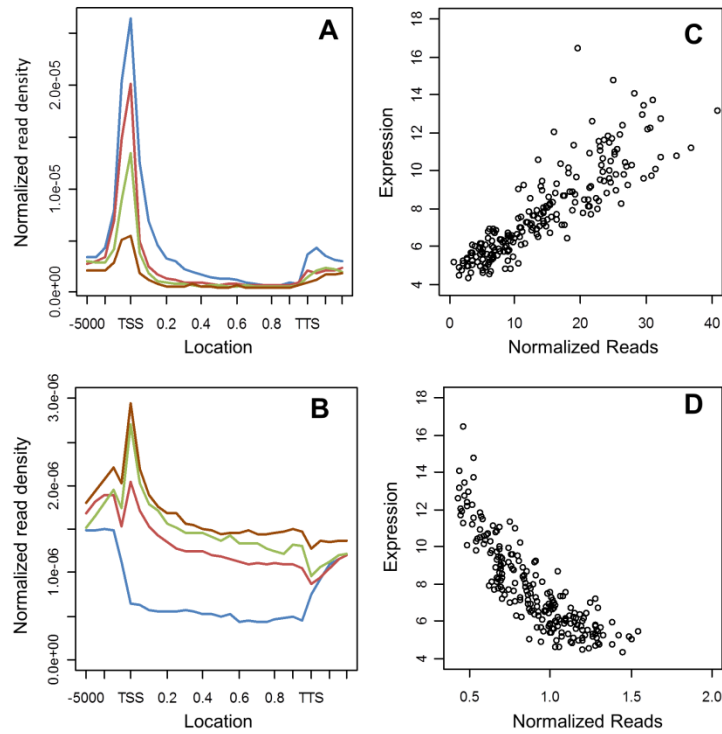 A
Normalized read density
2.0e-05
1.0e-05
0.0e+00
-5000 TSS 0.2 0.4 0.6 0.8 TTS
Location
C
Expression
18
16
14
12
10
8
6
4
0 10 20 30 40
Normalized Reads
B
Normalized read density
3.0e-06
2.0e-06
1.0e-06
0.0e+00
-5000 TSS 0.2 0.4 0.6 0.8 TTS
Location
D
Expression
18
16
14
12
10
8
6
4
0.5 1.0 1.5 2.0
Normalized Reads